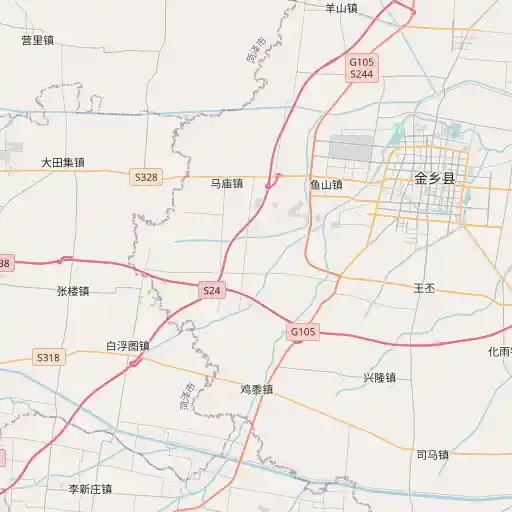 羊山镇
营里镇
菏泽市
G105
S244
大田集镇
S328
马庙镇
鱼山镇
金乡县
38
张楼镇
S24
王丕
G105
白浮图镇
S318
化雨
兴隆镇
鸡黍镇
菏泽市
司马镇
李新庄镇